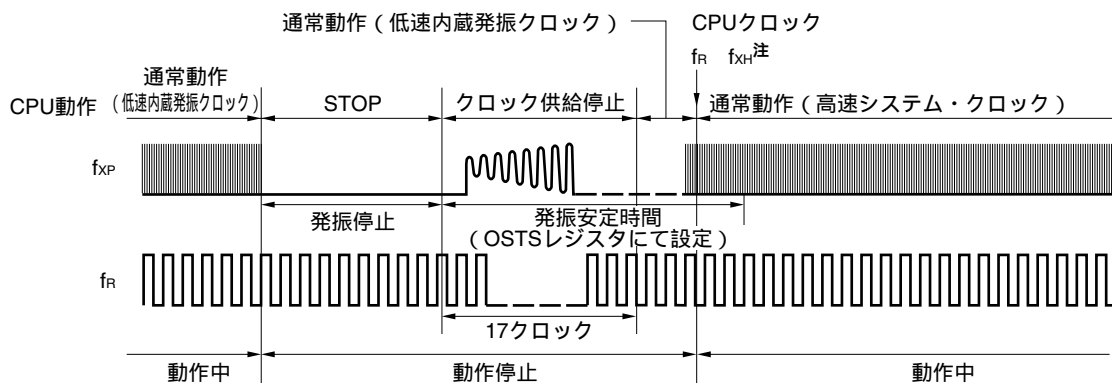 通常動作（低速内蔵発振クロック）
CPUクロック
fR fXH注
通常動作
（低速内蔵発振クロック）
CPU動作
STOP
クロック供給停止
通常動作（高速システム・クロック）
fXP
発振停止
発振安定時間
（OSTSレジスタにて設定）
fR
17クロック
動作中
動作停止
動作中